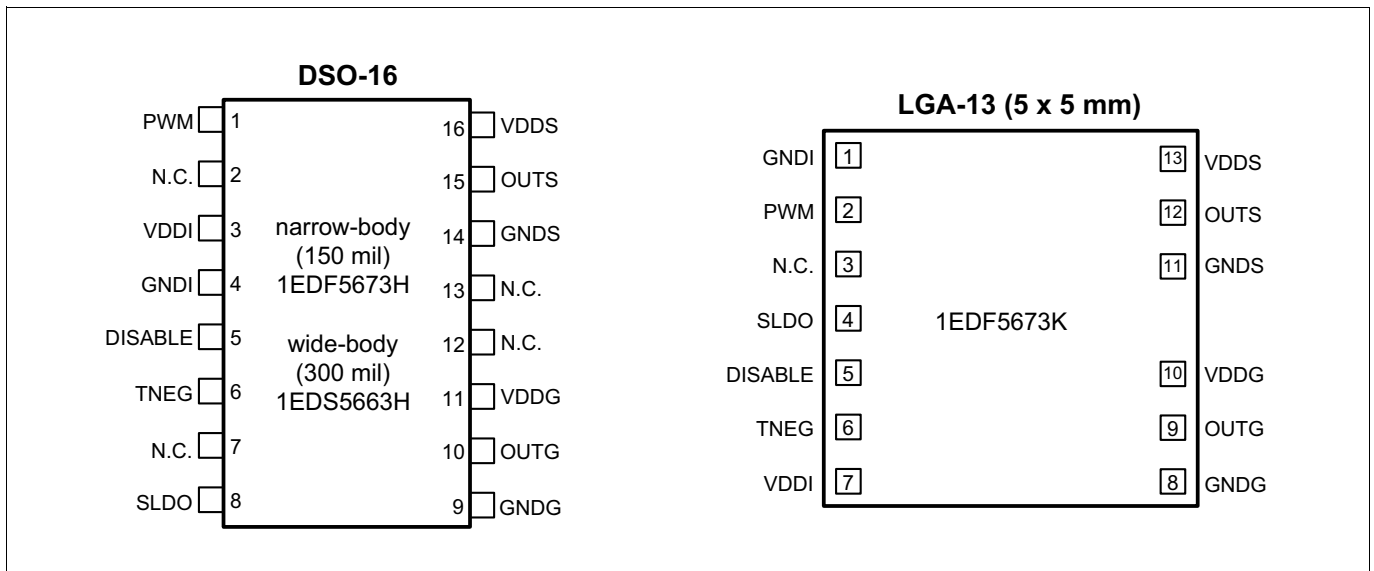 DSO-16
PWM 1
N.C. 2
VDDI 3
GNDI 4
DISABLE 5
TNEG 6
N.C. 7
SLDO 8
narrow-body
(150 mil)
1EDF5673H
wide-body
(300 mil)
1EDS5663H
16 VDDS
15 OUTS
14 GNDS
13 N.C.
12 N.C.
11 VDDG
10 OUTG
9 GNDG
LGA-13 (5 x 5 mm)
GNDI 1
PWM 2
N.C. 3
SLDO 4
DISABLE 5
TNEG 6
VDDI 7
1EDF5673K
13 VDDS
12 OUTS
11 GNDS
10 VDDG
9 OUTG
8 GNDG